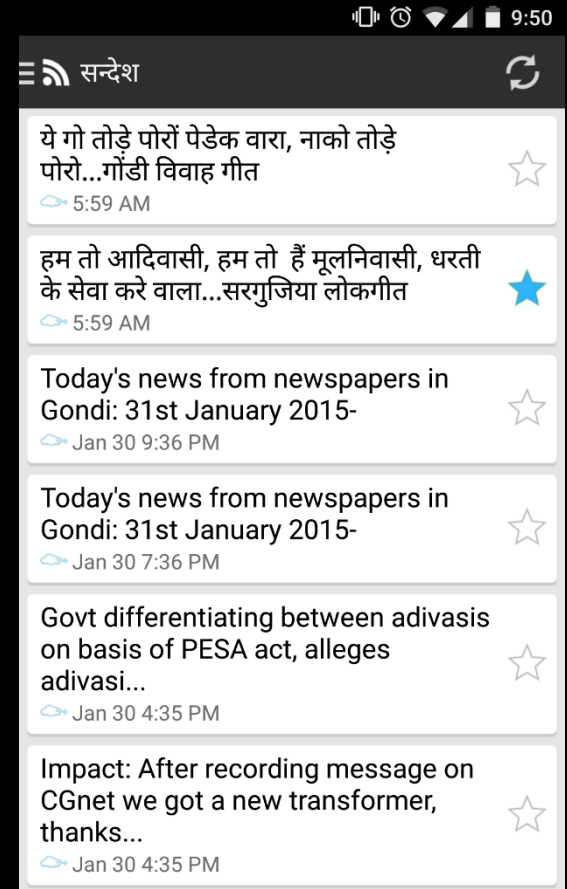 9:50
सन्देश
ये गो तोड़े पोरों पेडेक वारा, नाको तोड़े
पोरो...गोंडी विवाह गीत
5:59 AM
हम तो आदिवासी, हम तो हैं मूलनिवासी, धरती
के सेवा करे वाला...सरगुजिया लोकगीत
5:59 AM
Today's news from newspapers in
Gondi: 31st January 2015-
Jan 30 9:36 PM
Today's news from newspapers in
Gondi: 31st January 2015-
Jan 30 7:36 PM
Govt differentiating between adivasis
on basis of PESA act, alleges
adivasi...
Jan 30 4:35 PM
Impact: After recording message on
CGnet we got a new transformer,
thanks...
Jan 30 4:35 PM